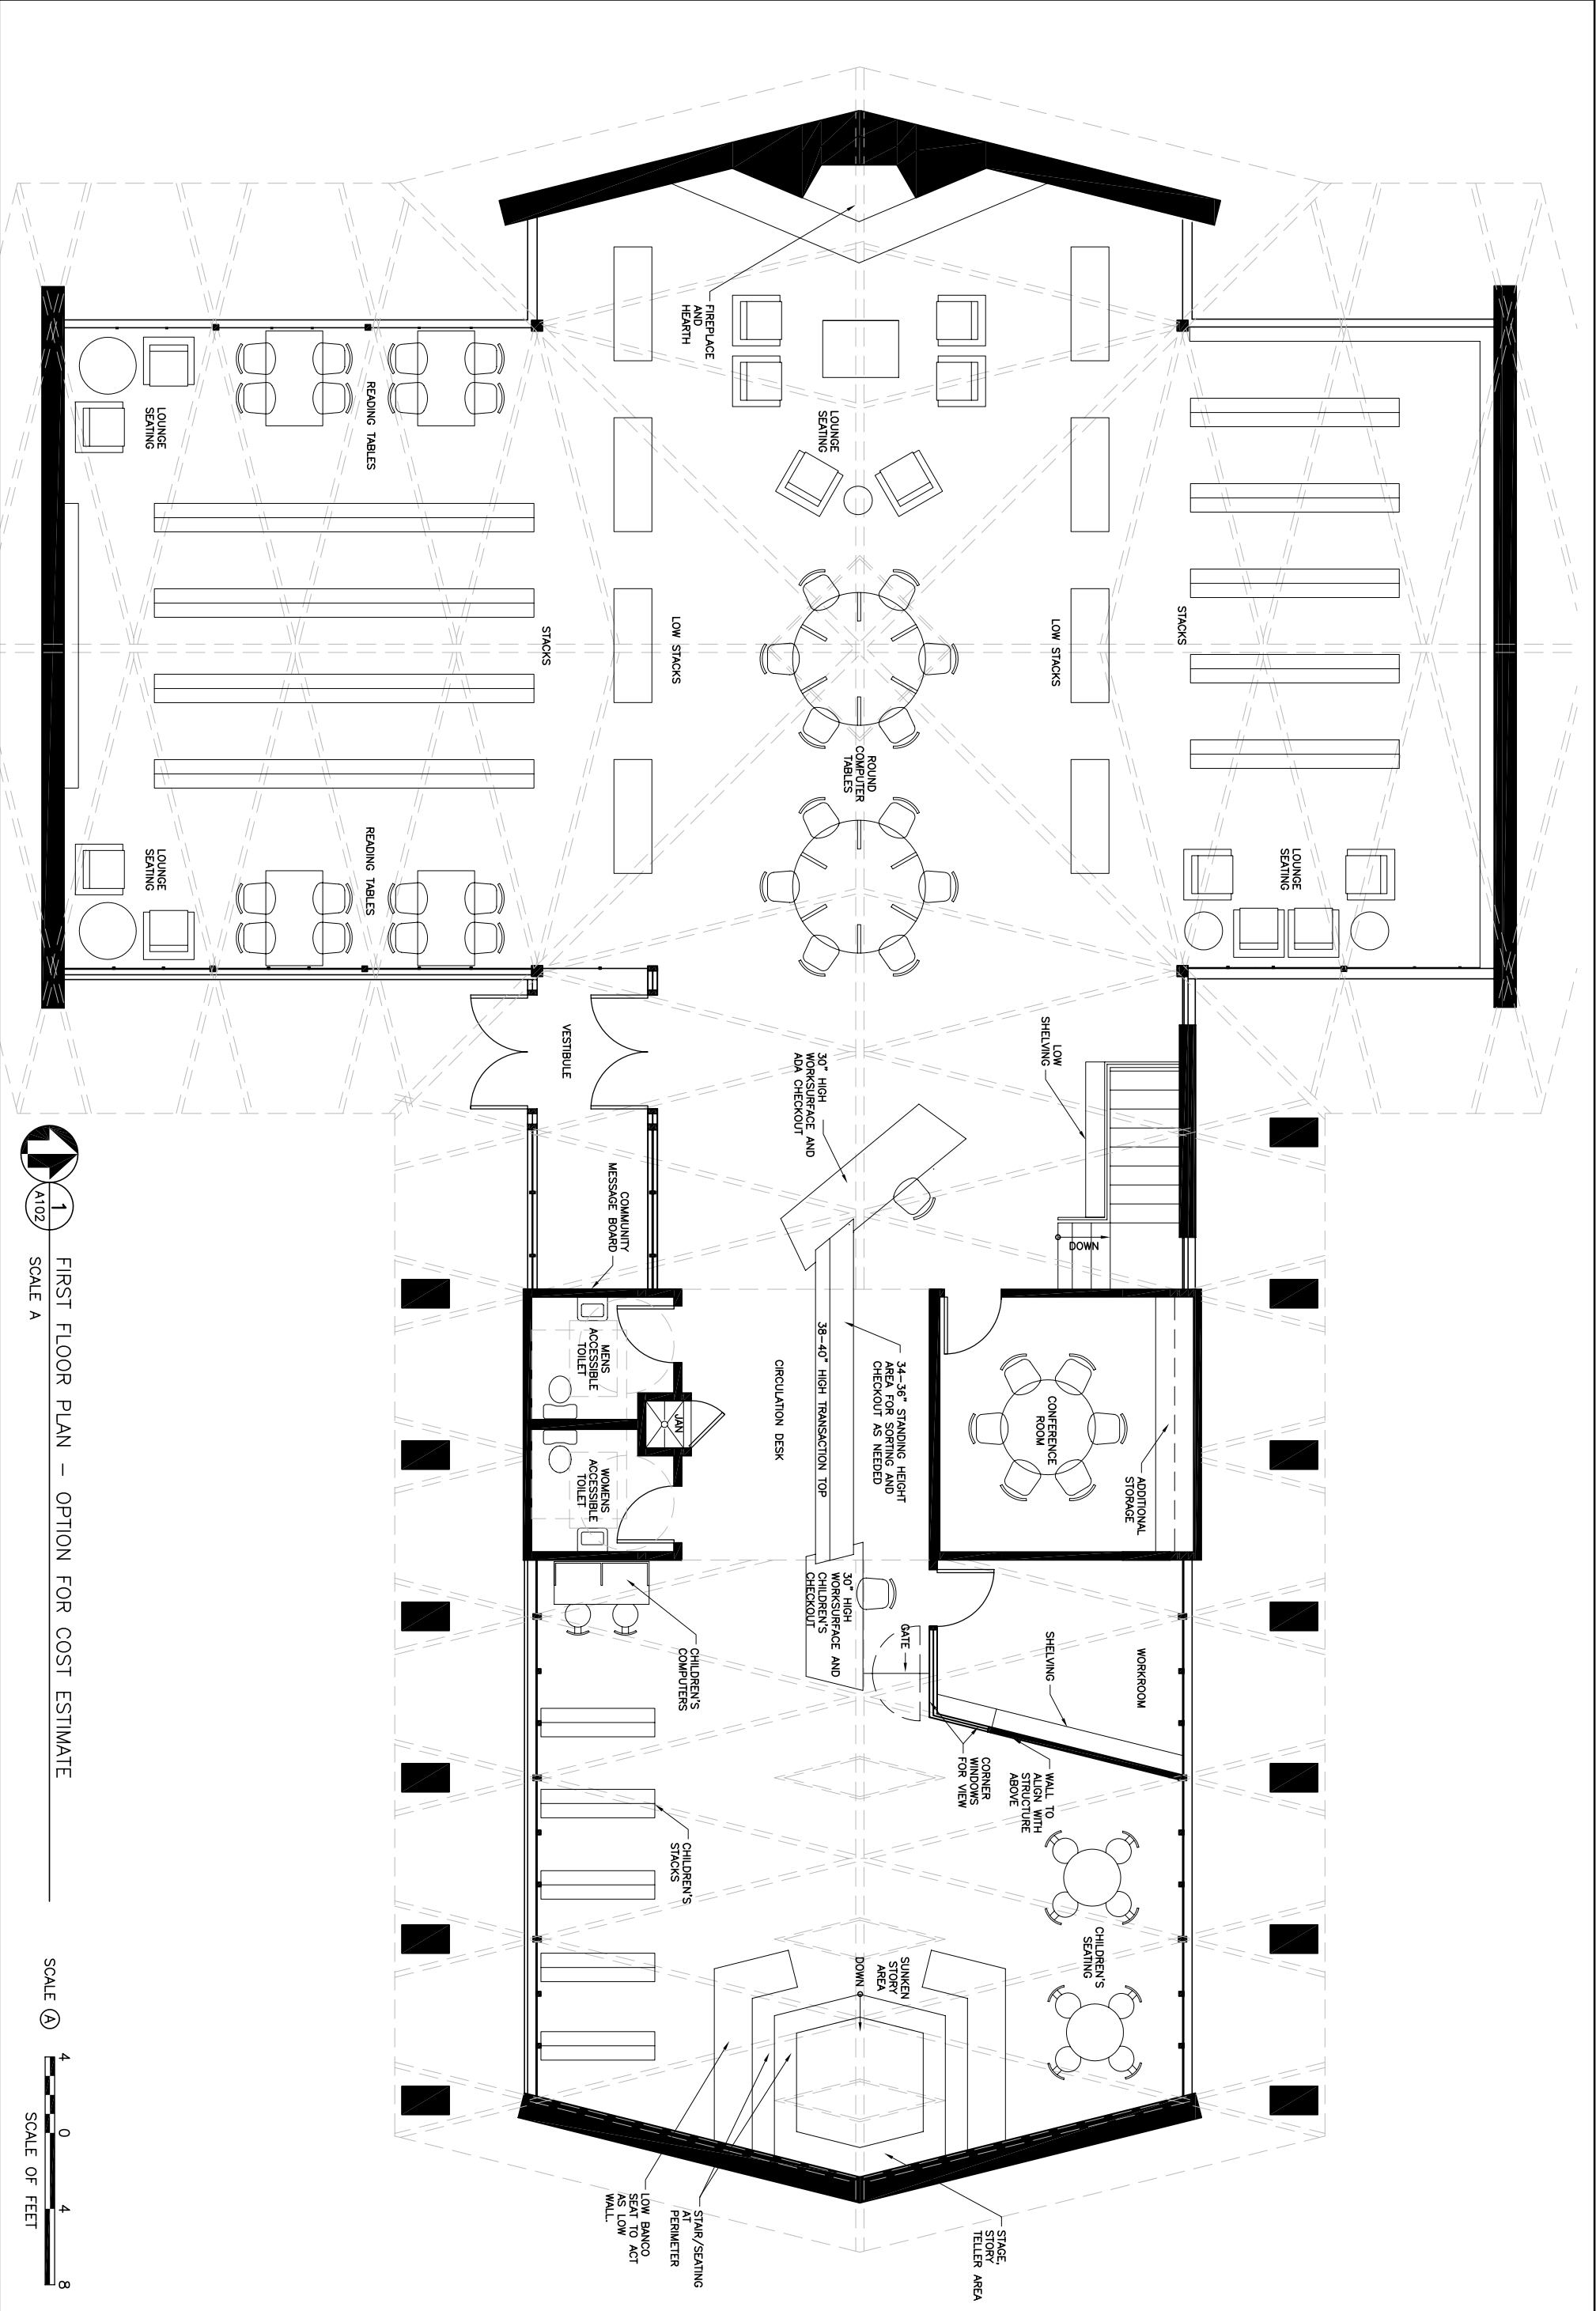 FIREPLACE
AND
HEARTH
LOUNGE
SEATING
READING TABLES
LOUNGE
SEATING
STACKS
LOW STACKS
LOW STACKS
STACKS
ROUND
COMPUTER
TABLES
READING TABLES
LOUNGE
SEATING
LOUNGE
SEATING
VESTIBULE
LOW
SHELVING
30" HIGH
WORKSURFACE AND
ADA CHECKOUT
COMMUNITY
MESSAGE BOARD
DOWN
MENS
ACCESSIBLE
TOILET
JAN
WOMENS
ACCESSIBLE
TOILET
CIRCULATION DESK
38-40" HIGH TRANSACTION TOP
34-36" STANDING HEIGHT
AREA FOR SORTING AND
CHECKOUT AS NEEDED
CONFERENCE
ROOM
ADDITIONAL
STORAGE
30" HIGH
WORKSURFACE AND
CHILDREN'S
CHECKOUT
GATE
SHELVING
WORKROOM
CHILDREN'S
COMPUTERS
CORNER
WINDOWS
FOR VIEW
WALL TO
ALIGN WITH
STRUCTURE
ABOVE
CHILDREN'S
STACKS
CHILDREN'S
SEATING
SUNKEN
STORY
AREA
DOWN
STAGE,
STORY
TELLER AREA
STAIR/SEATING
AT
PERIMETER
LOW BANCO
SEAT TO ACT
AS LOW
WALL.
1
A102
FIRST FLOOR PLAN - OPTION FOR COST ESTIMATE
SCALE A
SCALE A
4 0 4 8
SCALE OF FEET